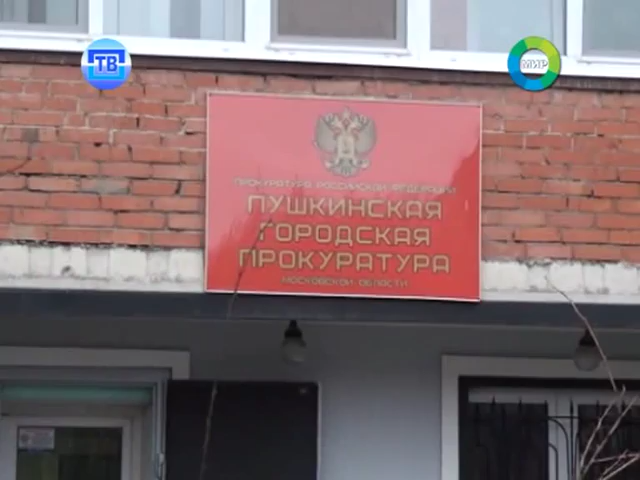 ТВ
МИР
ПРОКУРАТУРА РОССИЙСКОЙ ФЕДЕРАЦИИ
ПУШКИНСКАЯ
ГОРОДСКАЯ
ПРОКУРАТУРА
МОСКОВСКОЙ ОБЛАСТИ